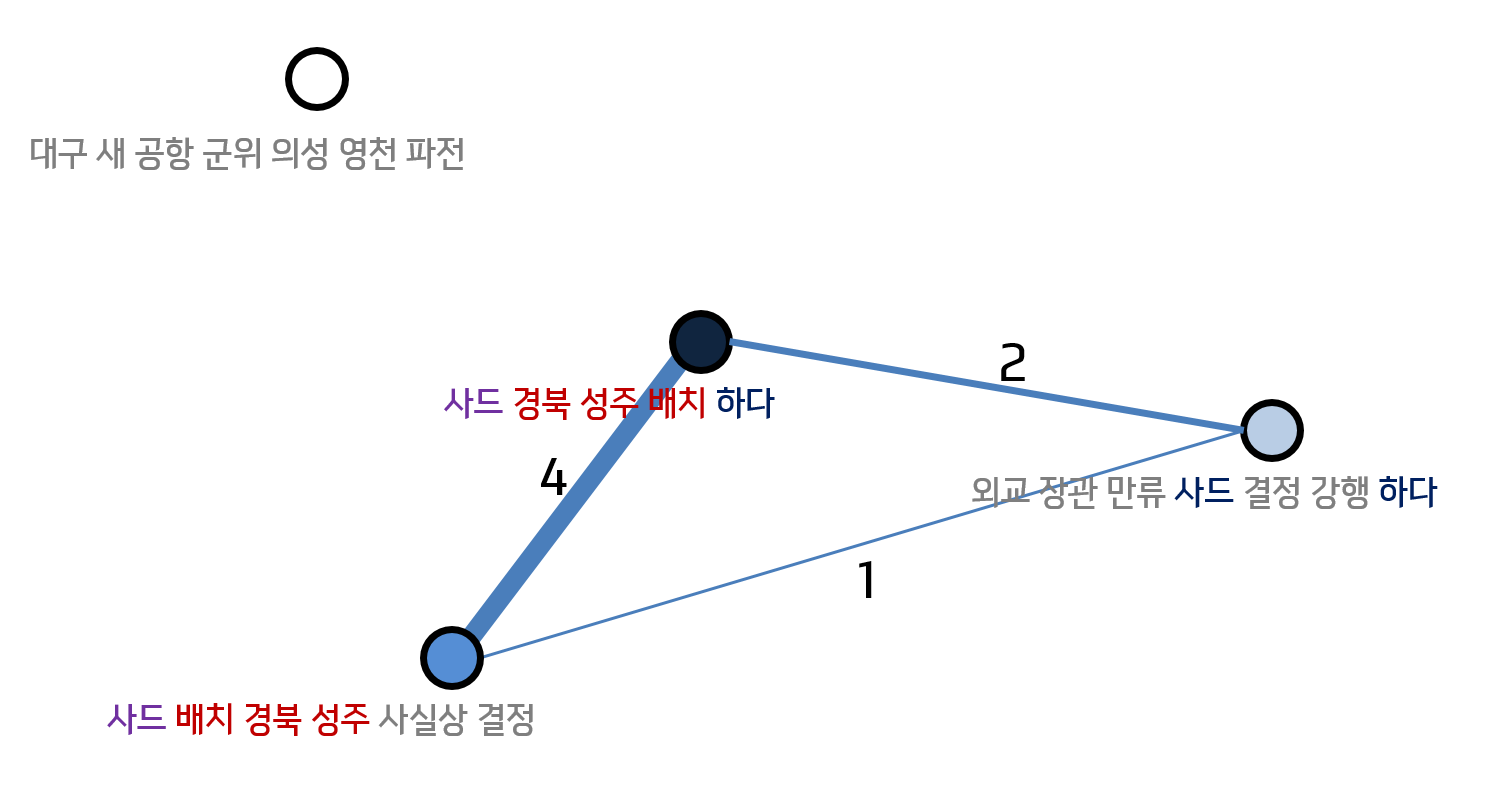 대구 새 공항 군위 의성 영천 파전
2
사드 경북 성주 배치 하다
4
외교 장관 만류 사드 결정 강행 하다
1
사드 배치 경북 성주 사실상 결정